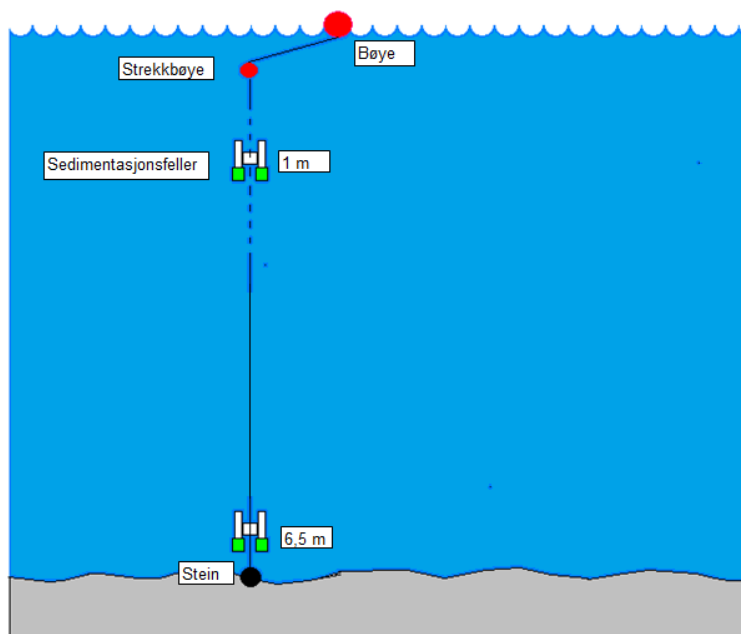 Bøye
Strekkbøye
Sedimentasjonsfeller
1 m
6,5 m
Stein